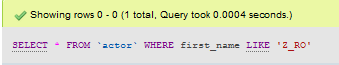 Showing rows 0 - 0 (1 total, Query took 0.0004 seconds.)
SELECT * FROM `actor` WHERE first_name LIKE 'Z_RO'